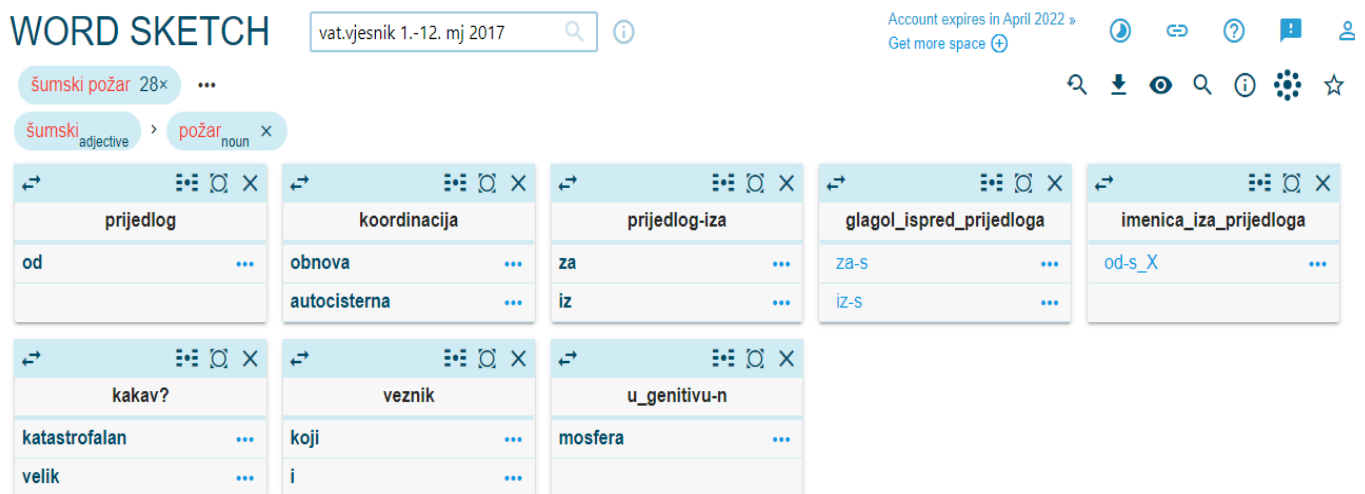 WORD SKETCH
vat.vjesnik 1.-12. mj 2017
Account expires in April 2022 »
Get more space
šumski požar 28×
šumski adjective požar noun
prijedlog
od
koordinacija
obnova
autocisterna
prijedlog-iza
za
iz
glagol_ispred_prijedloga
za-s
iz-s
imenica_iza_prijedloga
od-s_X
kakav?
katastrofalan
velik
veznik
koji
i
u_genitivu-n
mosfera